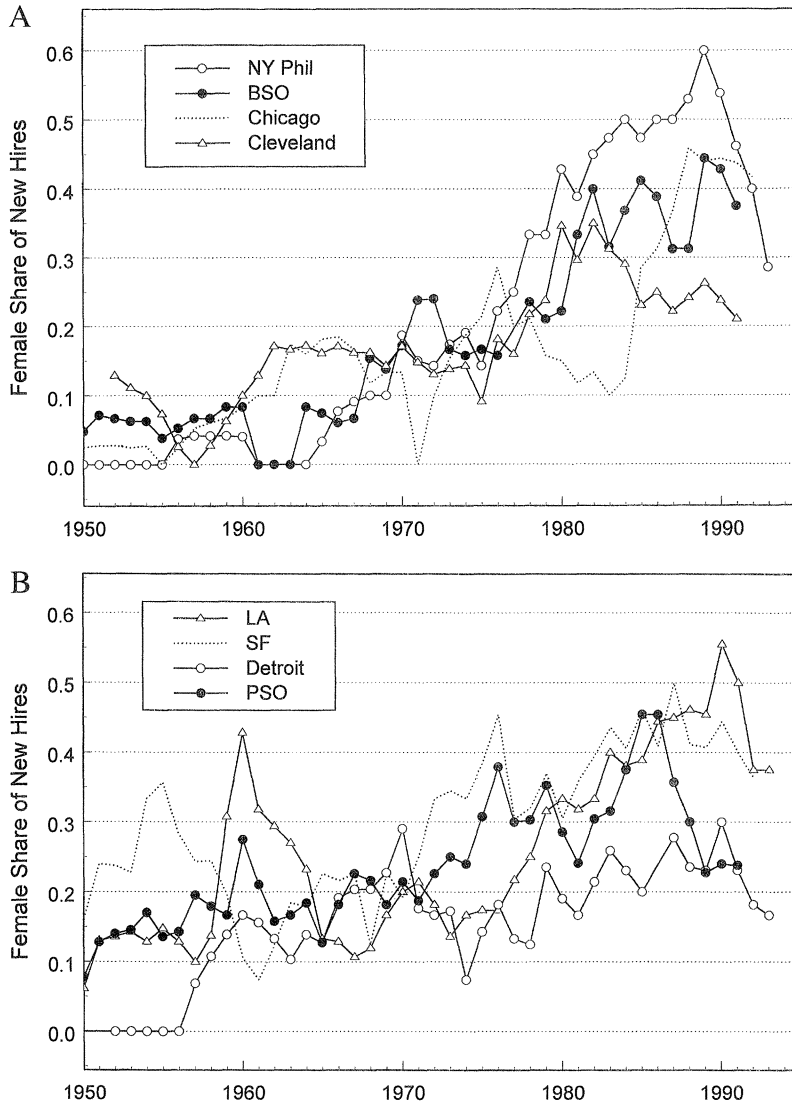 A
0.6
0.5
0.4
0.3
0.2
0.1
0.0
Female Share of New Hires
NY Phil
BSO
Chicago
Cleveland
1950 1960 1970 1980 1990
B
0.6
0.5
0.4
0.3
0.2
0.1
0.0
Female Share of New Hires
LA
SF
Detroit
PSO
1950 1960 1970 1980 1990